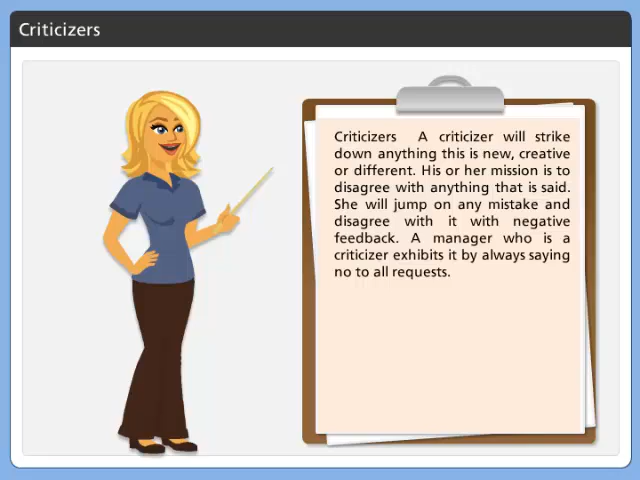 Criticizers
Criticizers A criticizer will strike
down anything this is new, creative
or different. His or her mission is to
disagree with anything that is said.
She will jump on any mistake and
disagree with it with negative
feedback. A manager who is a
criticizer exhibits it by always saying
no to all requests.